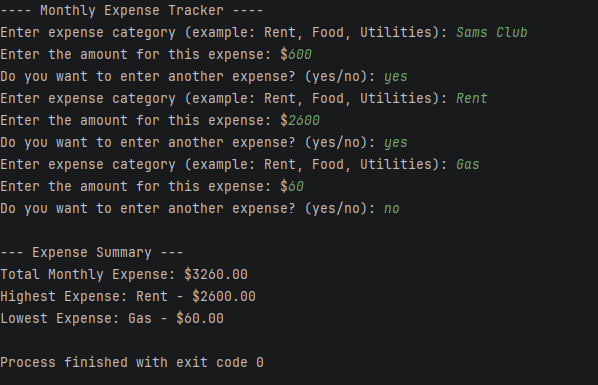 ---- Monthly Expense Tracker ----
Enter expense category (example: Rent, Food, Utilities): Sams Club
Enter the amount for this expense: $600
Do you want to enter another expense? (yes/no): yes
Enter expense category (example: Rent, Food, Utilities): Rent
Enter the amount for this expense: $2600
Do you want to enter another expense? (yes/no): yes
Enter expense category (example: Rent, Food, Utilities): Gas
Enter the amount for this expense: $60
Do you want to enter another expense? (yes/no): no
--- Expense Summary ---
Total Monthly Expense: $3260.00
Highest Expense: Rent - $2600.00
Lowest Expense: Gas - $60.00
Process finished with exit code 0